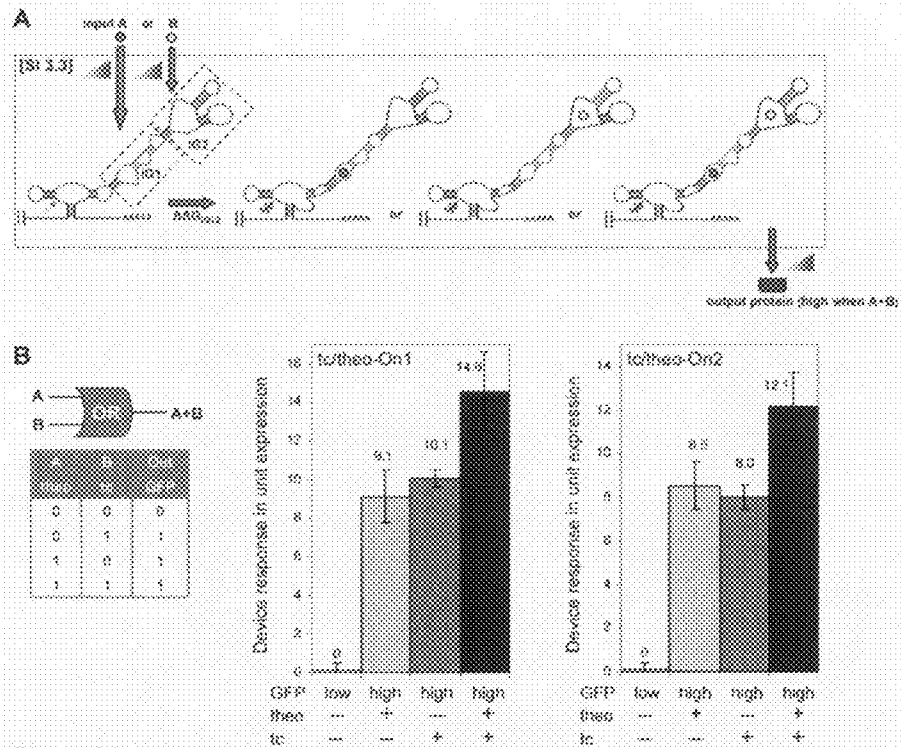 A
input A or B
[SI 1.3]
IO2
IO1
or
or
output protein (high when A+B)
B
A
B
A+B
0 0 0
0 1 1
1 0 1
1 1 1
tc/theo-On1
Device response in unit expression
16
14
12
10
8
6
4
2
0
0
9.1
10.1
GFP low high high high
theo -- + -- +
tc -- -- + +
tc/theo-On2
Device response in unit expression
14
12
10
8
6
4
2
0
0
8.5
8.0
12.1
GFP low high high high
theo -- + -- +
tc -- -- + +